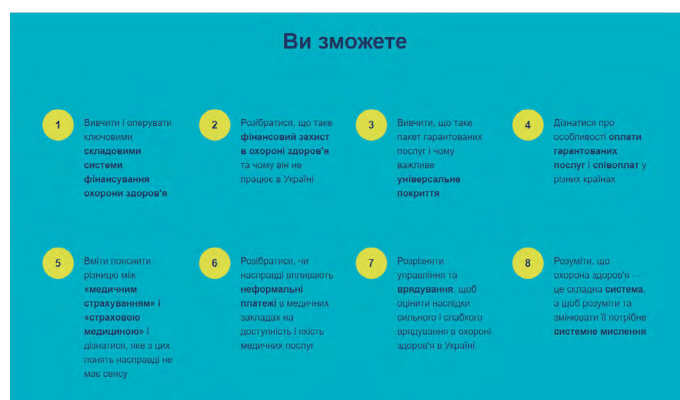 Ви зможете
1
Вивчити і оперувати
ключовими
складовими
системи
фінансування
охорони здоров'я
2
Розібратися, що таке
фінансовий захист
в охороні здоров'я
та чому він не
працює в Україні
3
Вивчити, що таке
пакет гарантованих
послуг і чому
важливе
універсальне
покриття
4
Дізнатися про
особливості оплати
гарантованих
послуг і співоплат у
різних країнах
5
Вміти пояснити
різницю між
«медичним
страхуванням» і
«страховою
медициною» і
дізнатися, яке з цих
понять насправді не
має сенсу
6
Розібратися, чи
насправді впливають
неформальні
платежі в медичних
закладах на
доступність і якість
медичних послуг
7
Розрізняти
управління та
врядування, щоб
оцінити наслідки
сильного і слабкого
врядування в охороні
здоров'я в Україні
8
Розуміти, що
охорона здоров'я —
це складна система,
а щоб розуміти та
змінювати її потрібне
системне мислення